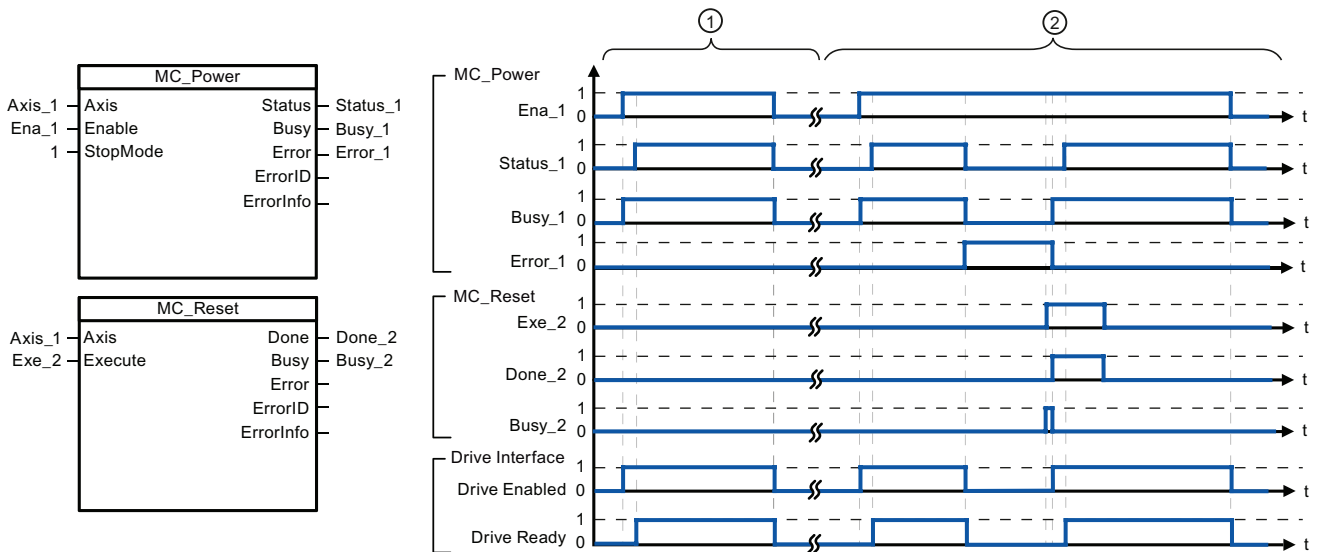 ① ②
MC_Power
Axis_1 Axis Status Status_1
Ena_1 Enable Busy Busy_1
1 StopMode Error Error_1
ErrorID
ErrorInfo
MC_Reset
Axis_1 Axis Done Done_2
Exe_2 Execute Busy Busy_2
Error
ErrorID
ErrorInfo
MC_Power
Ena_1 1 0 t
Status_1 1 0 t
Busy_1 1 0 t
Error_1 1 0 t
MC_Reset
Exe_2 1 0 t
Done_2 1 0 t
Busy_2 1 0 t
Drive Interface
Drive Enabled 1 0 t
Drive Ready 1 0 t